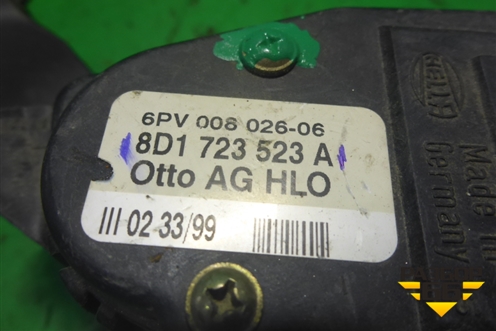 6PV 008 026-06
8D1 723 523 A
Otto AG HLO
III 02 33/99
HELLA
Made in
Germany